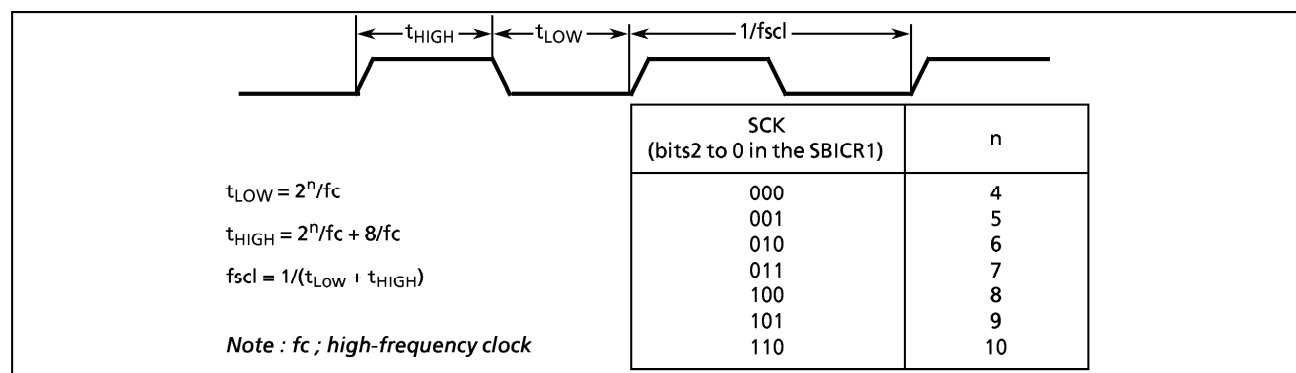 tHIGH tLOW 1/fscl
SCK
(bits2 to 0 in the SBICR1)
n
tLOW = 2ⁿ/fc
tHIGH = 2ⁿ/fc + 8/fc
fscl = 1/(tLow + tHIGH)
Note : fc ; high-frequency clock
000 4
001 5
010 6
011 7
100 8
101 9
110 10